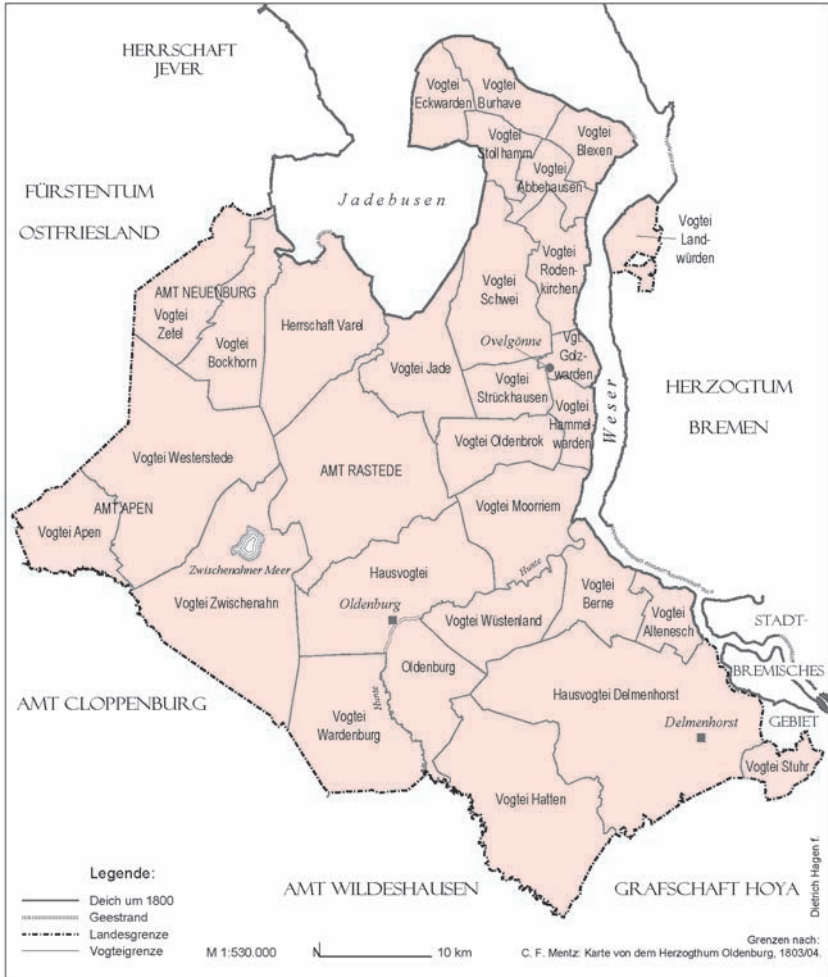 HERRSCHAFT
JEVER
Vogtei
Eckwarden
Vogtei
Burhave
Vogtei
Stollhamm
Vogtei
Blexen
Vogtei
Abbehausen
FÜRSTENTUM
OSTFRIESLAND
Jadebusen
Vogtei
Land-
würden
AMT NEUENBURG
Vogtei
Zetel
Vogtei
Bockhorn
Herrschaft Varel
Vogtei
Schwei
Vogtei
Roden-
kirchen
Ovelgönne
Vgt.
Golz-
warden
Vogtei Jade
Vogtei
Strückhausen
Vogtei
Hammel-
warden
Weser
HERZOGTUM
BREMEN
Vogtei Oldenbrok
Vogtei Westerstede
AMT RASTEDE
AMT APEN
Vogtei Apen
Vogtei Moorriem
Zwischenahner Meer
Hausvogtei
Hunte
Vogtei Zwischenahn
Oldenburg
Vogtei Wüstenland
Vogtei
Berne
Vogtei
Altenesch
STADT-
BREMISCHES
GEBIET
Oldenburg
Hausvogtei Delmenhorst
AMT CLOPPENBURG
Hunte
Vogtei
Wardenburg
Delmenhorst
Vogtei Stuhr
Vogtei Hatten
AMT WILDESHAUSEN
GRAFSCHAFT HOYA
Dietrich Hagen f.
Legende:
Deich um 1800
Geestrand
Landesgrenze
Vogteigrenze
M 1:530.000
N
10 km
Grenzen nach:
C. F. Mentz: Karte von dem Herzogthum Oldenburg, 1803/04.